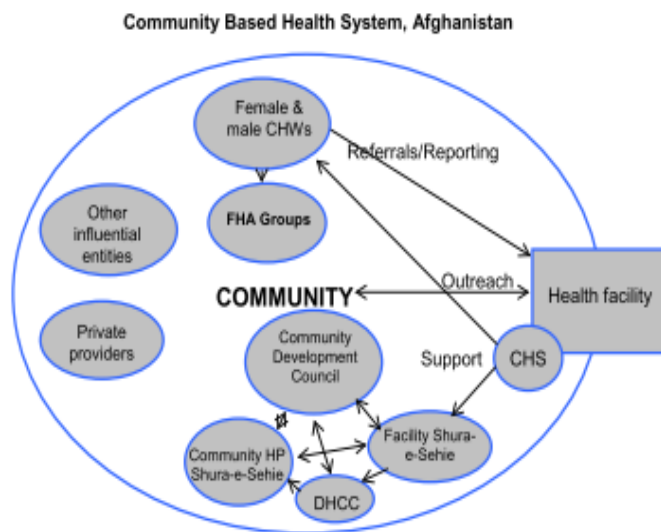 Community Based Health System, Afghanistan
Female &
male CHWs
Referrals/Reporting
Other
influential
entities
FHA Groups
COMMUNITY
Outreach
Health facility
Private
providers
Community
Development
Council
Support
CHS
Community HP
Shura-e-Sehie
Facility Shura-
e-Sehie
DHCC